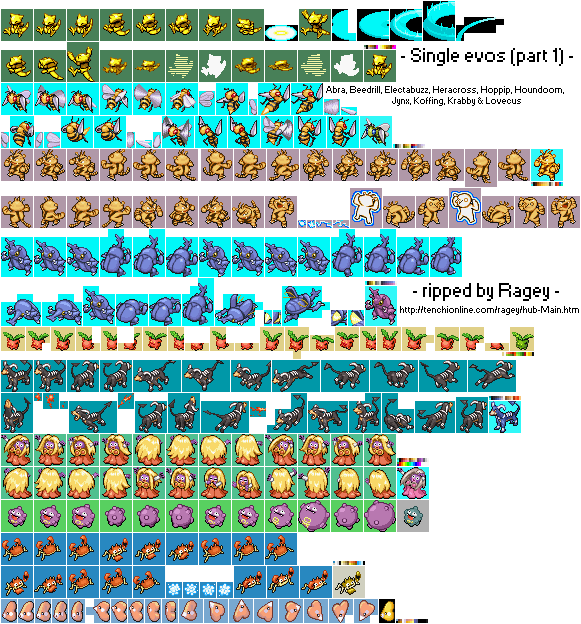 - Single evos (part 1) -
Abra, Beedrill, Electabuzz, Heracross, Hoppip, Houndoom,
Jynx, Koffing, Krabby & Lovecus
- ripped by Ragey -
http://tenchionline.com/ragey/hub-Main.htm